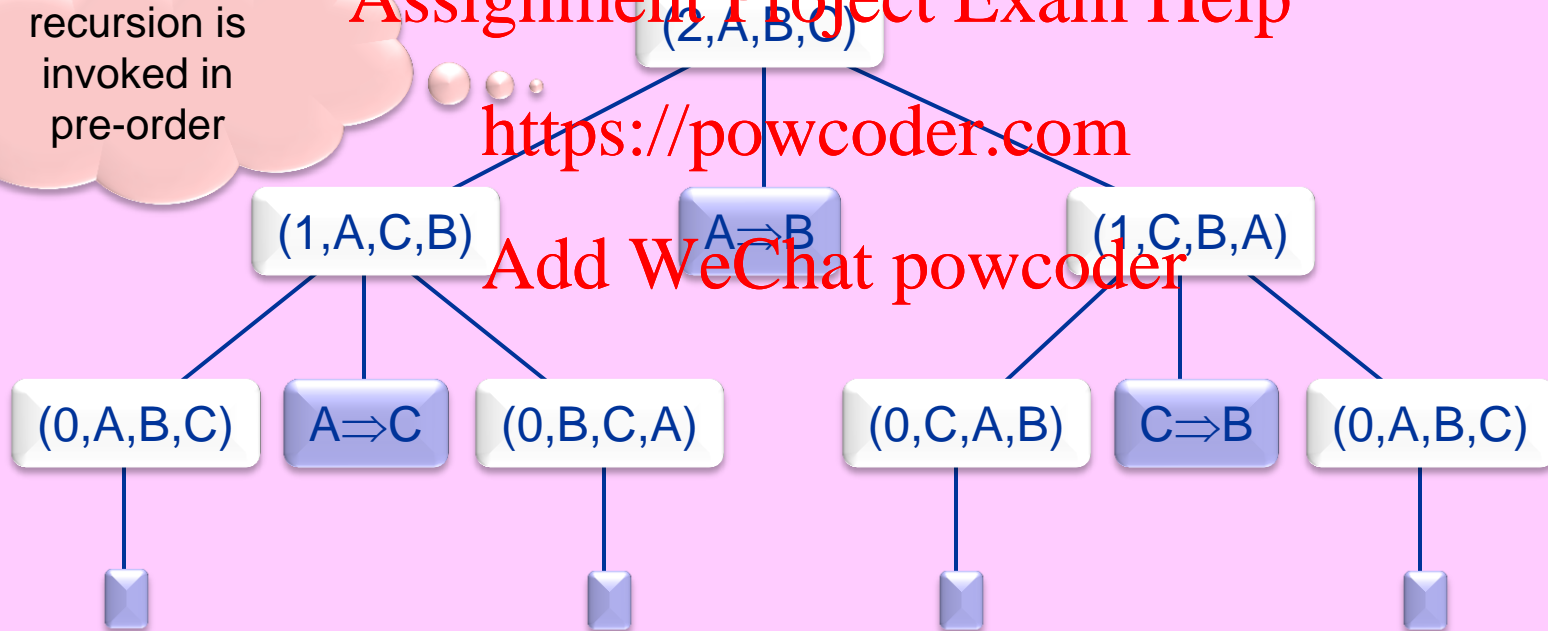 Assignment Project Exam Help
recursion is
invoked in
pre-order
(2,A,B,C)
https://powcoder.com
(1,A,C,B)
A⇒B
(1,C,B,A)
Add WeChat powcoder
(0,A,B,C)
A⇒C
(0,B,C,A)
(0,C,A,B)
C⇒B
(0,A,B,C)